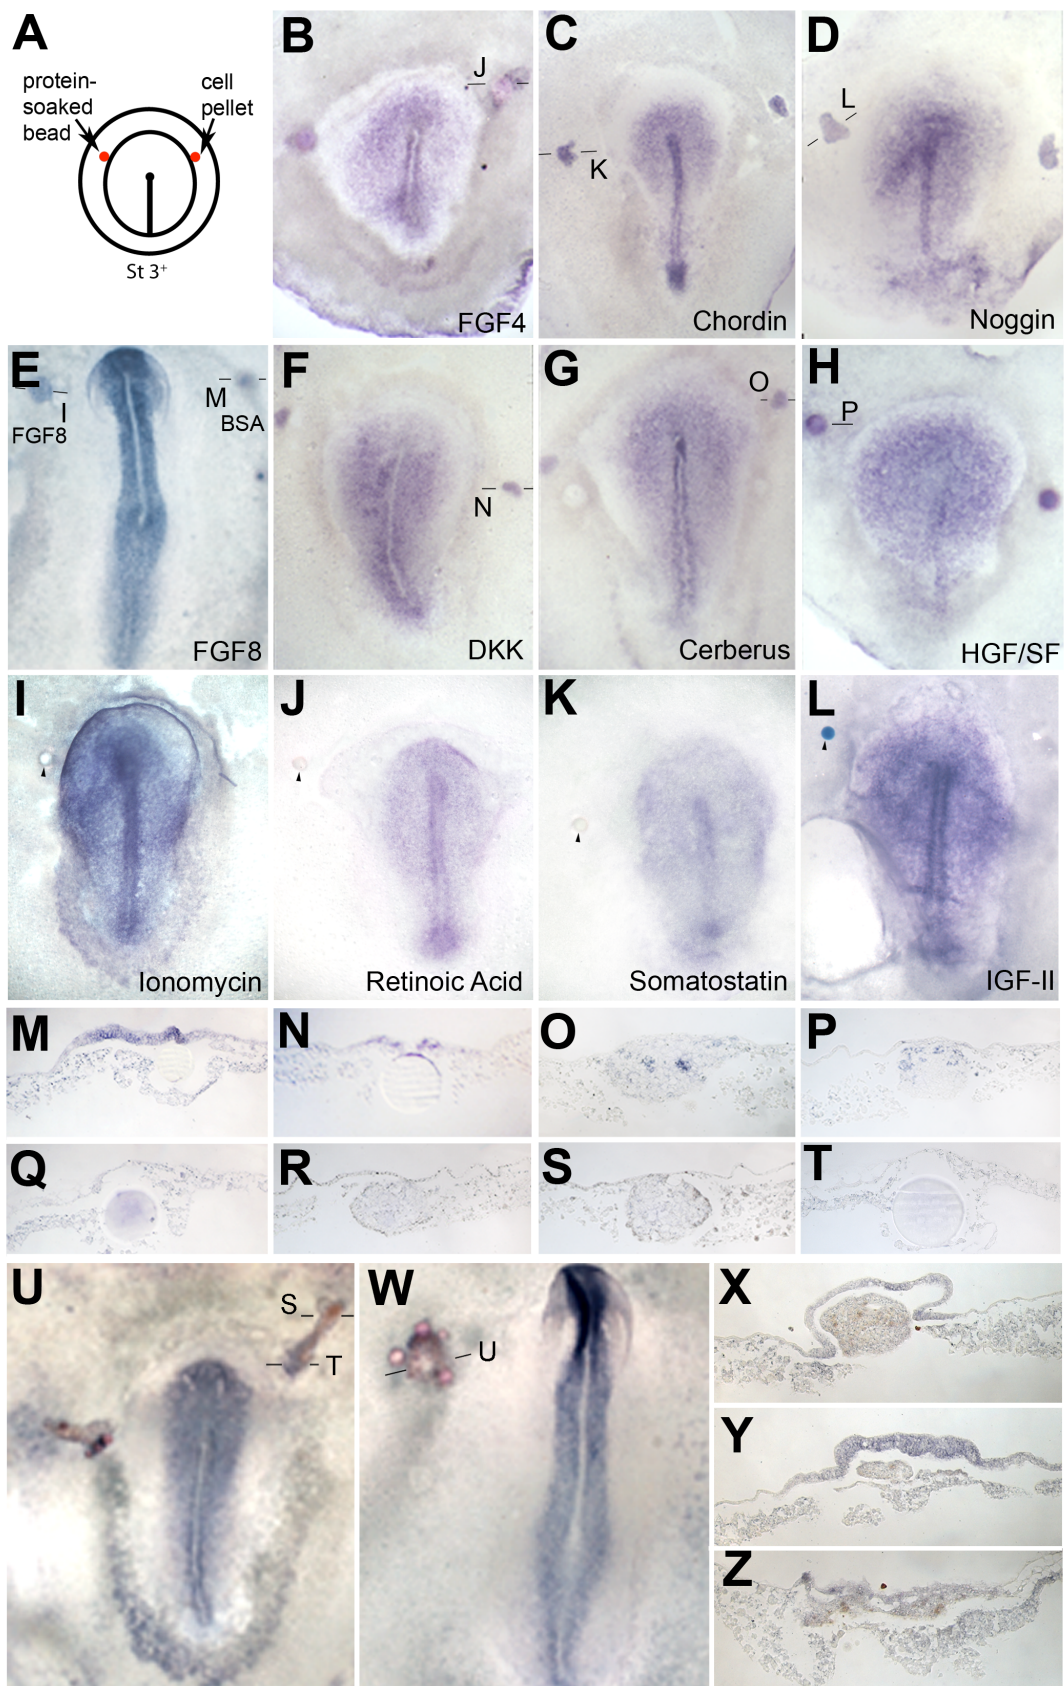 A
protein-
soaked
bead
cell
pellet
St 3⁺
B
J
FGF4
C
K
Chordin
D
L
Noggin
E
I
FGF8
M
BSA
FGF8
F
N
DKK
G
O
Cerberus
H
P
HGF/SF
I
Ionomycin
J
Retinoic Acid
K
Somatostatin
L
IGF-II
M
N
O
P
Q
R
S
T
U
S
T
W
U
X
Y
Z